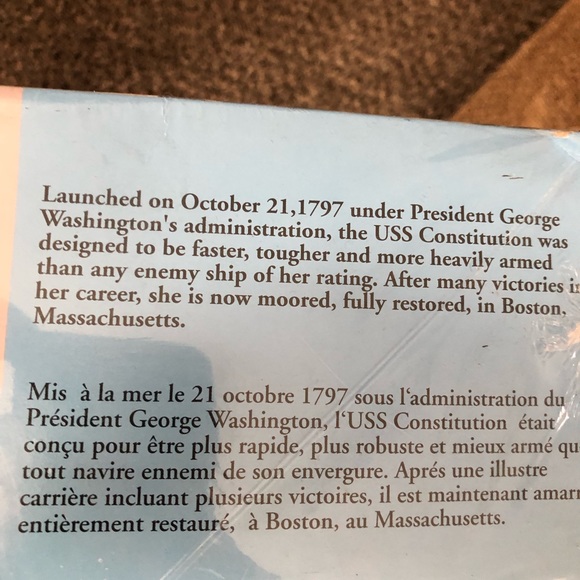 Launched on October 21,1797 under President George
Washington's administration, the USS Constitution was
designed to be faster, tougher and more heavily armed
than any enemy ship of her rating. After many victories
her career, she is now moored, fully restored, in Boston,
Massachusetts.
Mis à la mer le 21 octobre 1797 sous l'administration du
Président George Washington, l'USS Constitution était
conçu pour être plus rapide, plus robuste et mieux armé
tout navire ennemi de son envergure. Aprés une illustre
carrière incluant plusieurs victoires, il est maintenant
entièrement restauré, à Boston, au Massachusetts.